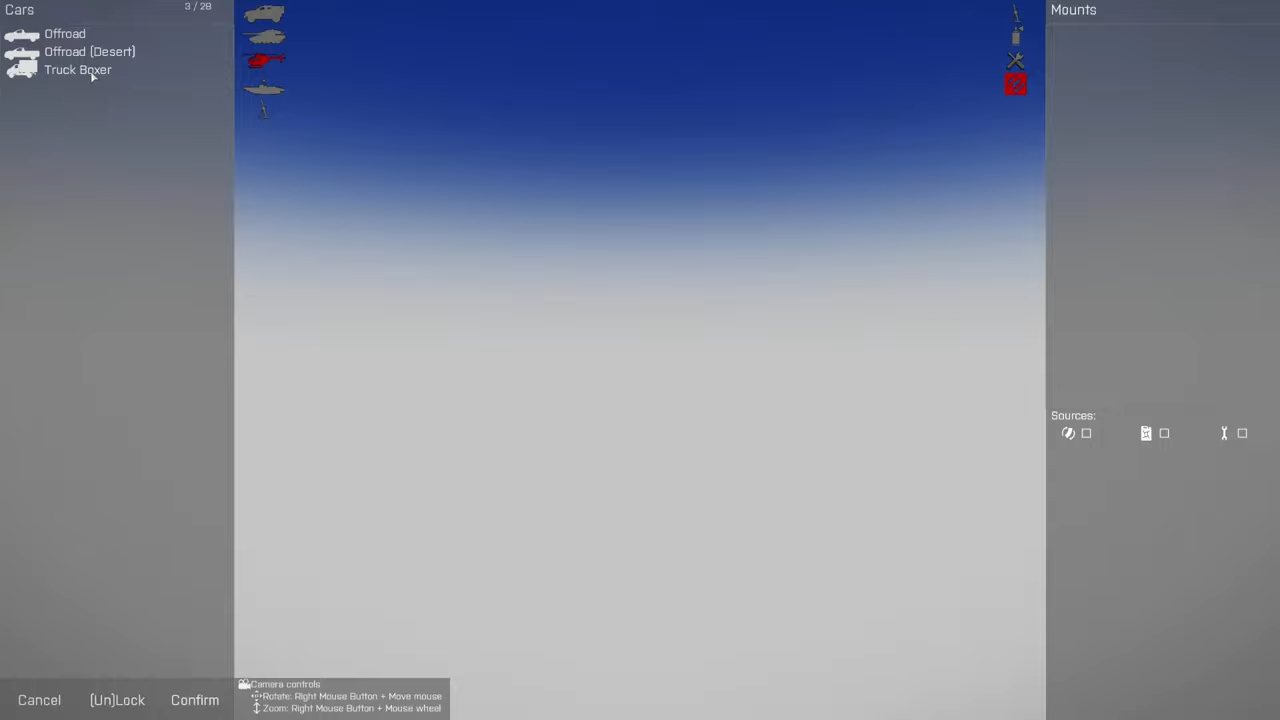 Cars
3 / 28
Offroad
Offroad (Desert)
Truck Boxer
Mounts
Sources:
Cancel
(Un)Lock
Confirm
Camera controls
Rotate: Right Mouse Button + Move mouse
Zoom: Right Mouse Button + Mouse wheel